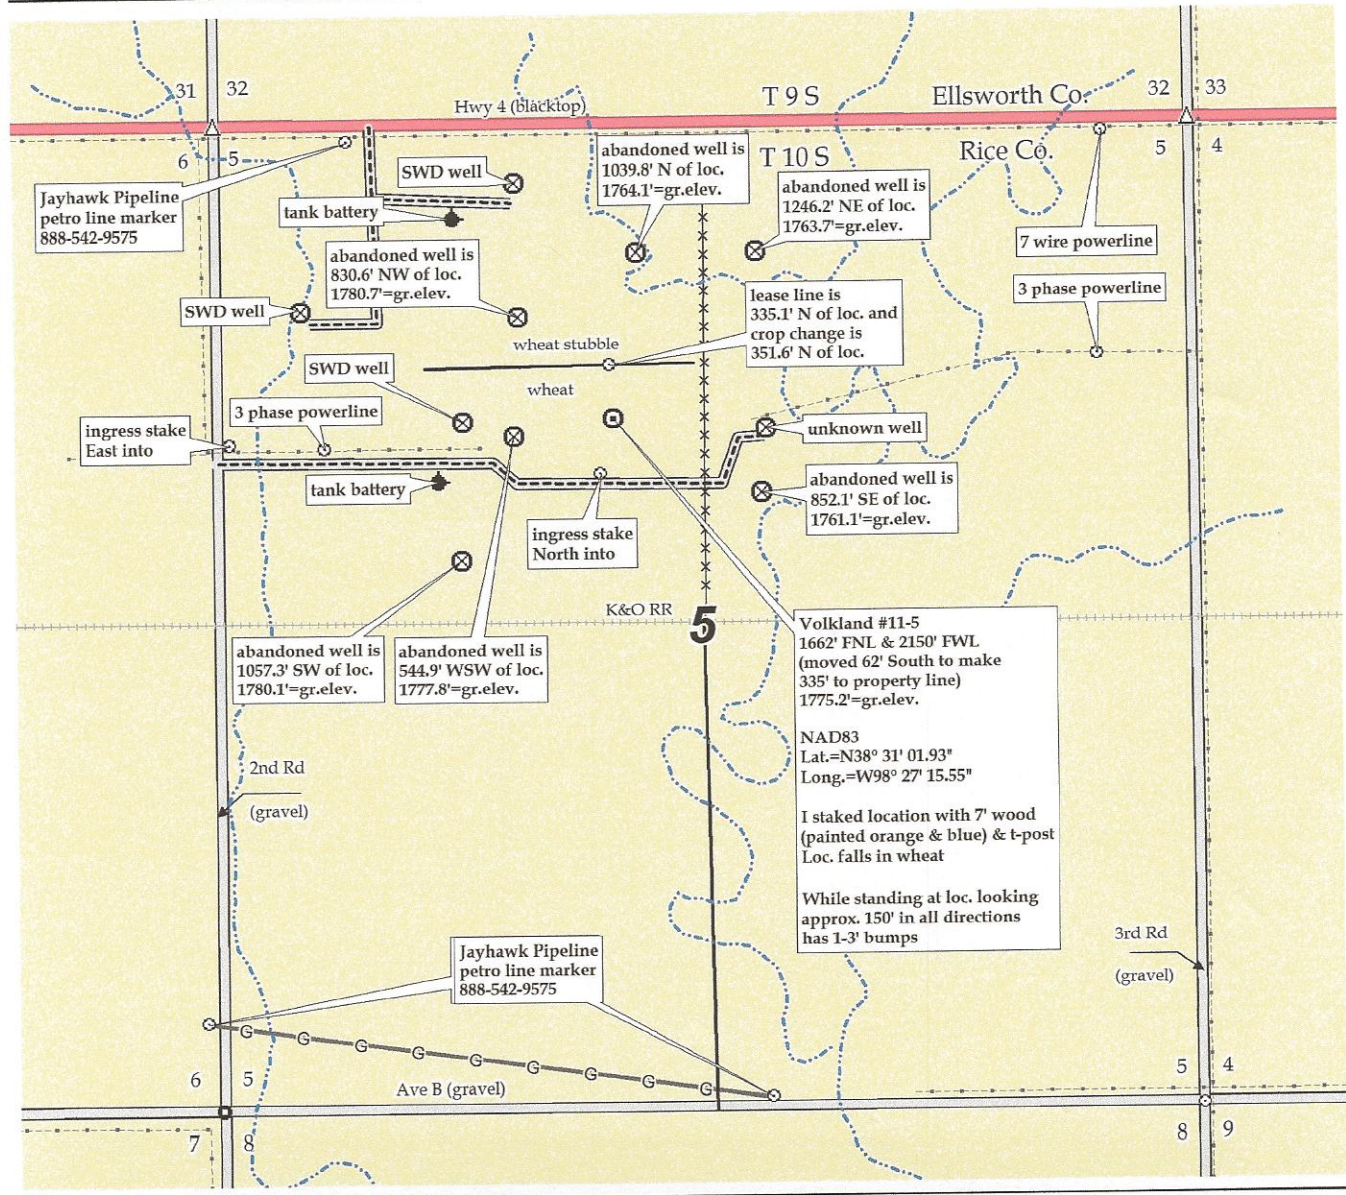 31
32
Hwy 4 (blacktop)
T 9 S
Ellsworth Co.
32
33
6
5
T 10 S
Rice Co.
5
4
Jayhawk Pipeline
petro line marker
888-542-9575
SWD well
tank battery
abandoned well is
1039.8' N of loc.
1764.1'=gr.elev.
abandoned well is
1246.2' NE of loc.
1763.7'=gr.elev.
7 wire powerline
abandoned well is
830.6' NW of loc.
1780.7'=gr.elev.
SWD well
lease line is
335.1' N of loc. and
crop change is
351.6' N of loc.
3 phase powerline
wheat stubble
wheat
SWD well
3 phase powerline
ingress stake
East into
unknown well
tank battery
abandoned well is
852.1' SE of loc.
1761.1'=gr.elev.
ingress stake
North into
K&O RR
5
abandoned well is
1057.3' SW of loc.
1780.1'=gr.elev.
abandoned well is
544.9' WSW of loc.
1777.8'=gr.elev.
Volkland #11-5
1662' FNL & 2150' FWL
(moved 62' South to make
335' to property line)
1775.2'=gr.elev.
NAD83
Lat.=N38° 31' 01.93"
Long.=W98° 27' 15.55"
I staked location with 7' wood
(painted orange & blue) & t-post
Loc. falls in wheat
While standing at loc. looking
approx. 150' in all directions
has 1-3' bumps
2nd Rd
(gravel)
3rd Rd
(gravel)
Jayhawk Pipeline
petro line marker
888-542-9575
G
G
G
G
G
G
G
G
G
Ave B (gravel)
6
5
5
4
7
8
8
9